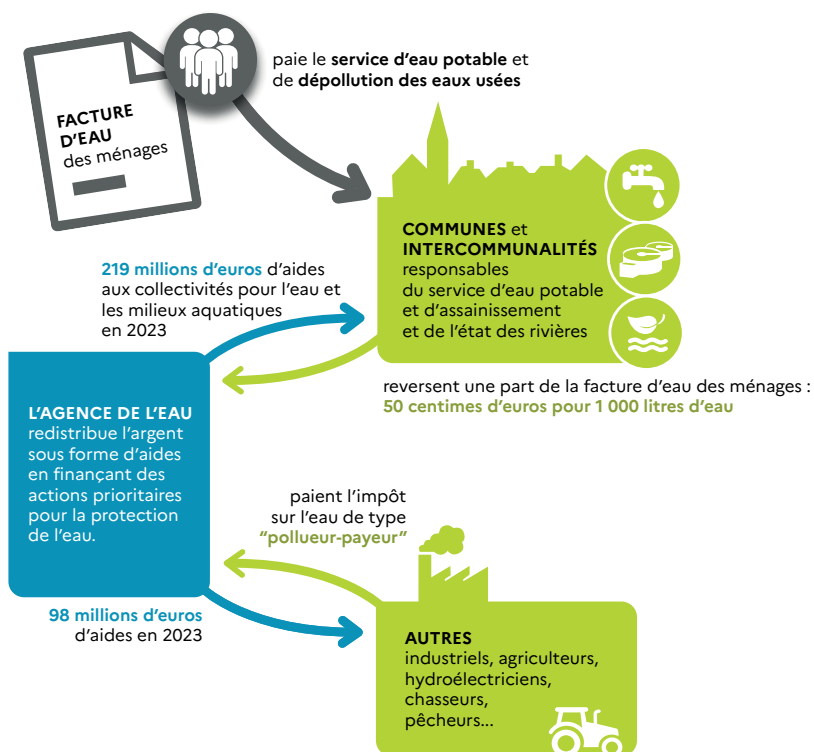 paie le service d'eau potable et
de dépollution des eaux usées
FACTURE
D'EAU
des ménages
COMMUNES et
INTERCOMMUNALITÉS
responsables
du service d'eau potable
et d'assainissement
et de l'état des rivières
219 millions d'euros d'aides
aux collectivités pour l'eau et
les milieux aquatiques
en 2023
reversent une part de la facture d'eau des ménages :
50 centimes d'euros pour 1 000 litres d'eau
L'AGENCE DE L'EAU
redistribue l'argent
sous forme d'aides
en finançant des
actions prioritaires
pour la protection
de l'eau.
paient l'impôt
sur l'eau de type
"pollueur-payeur"
98 millions d'euros
d'aides en 2023
AUTRES
industriels, agriculteurs,
hydroélectriciens,
chasseurs,
pêcheurs...